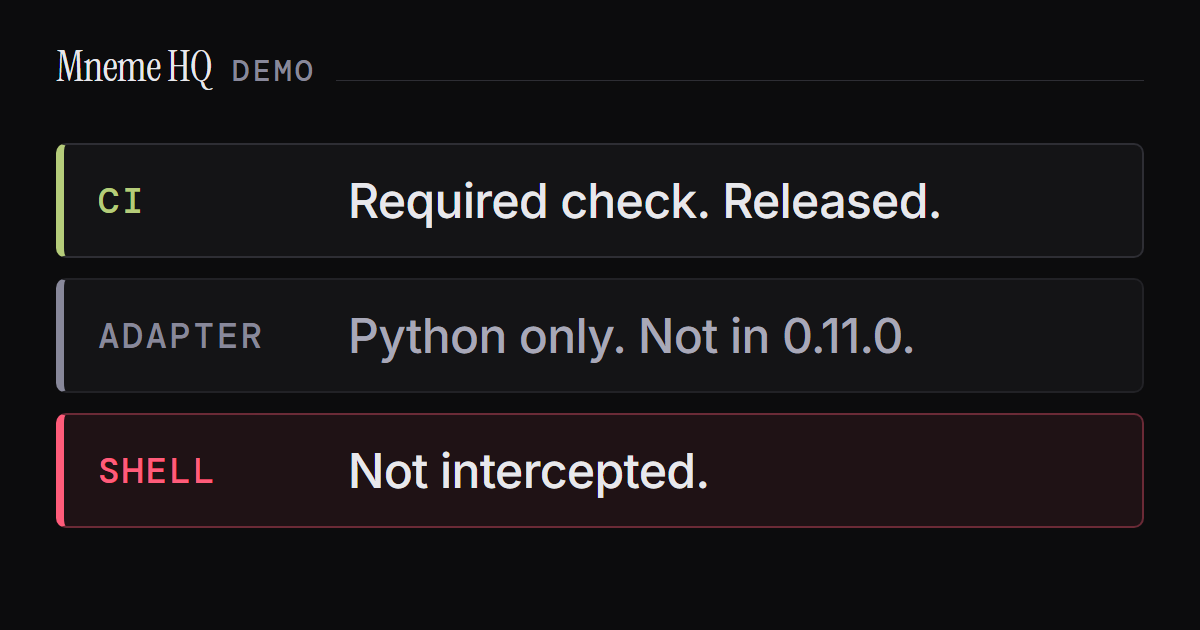 Mneme HQ DEMO
CI Required check. Released.
ADAPTER Python only. Not in 0.11.0.
SHELL Not intercepted.